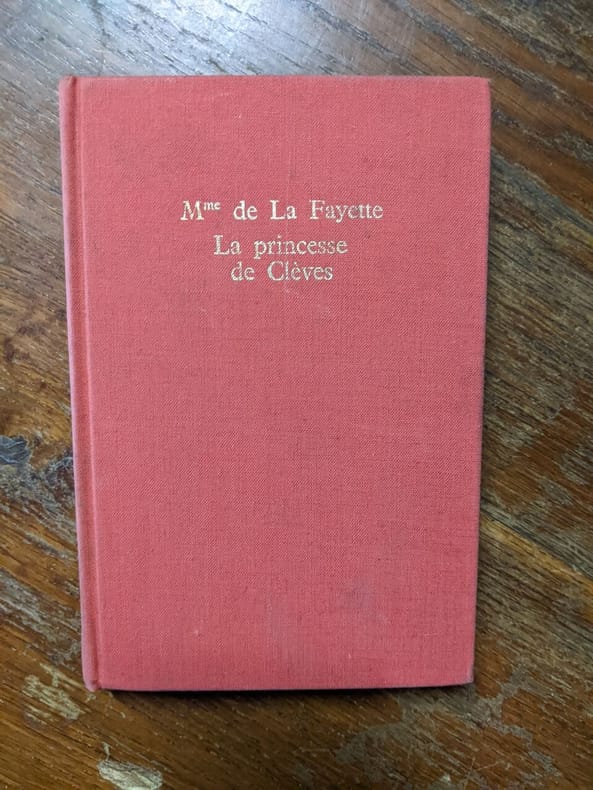 Mme de La Fayette
La princesse
de Clèves